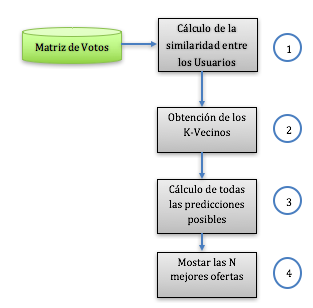 Matriz de Votos
Cálculo de la
similaridad entre
los Usuarios
1
Obtención de los
K-Vecinos
2
Cálculo de todas
las predicciones
posibles
3
Mostar las N
mejores ofertas
4